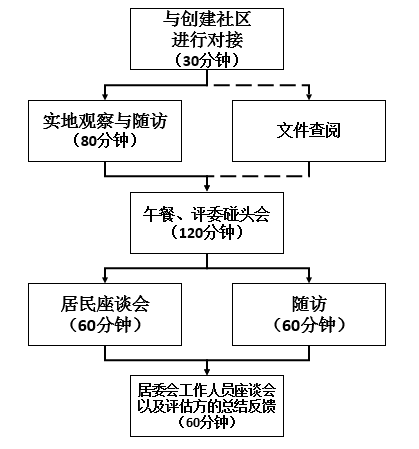 与创建社区
进行对接
（30分钟）
实地观察与随访
（80分钟）
文件查阅
午餐、评委碰头会
（120分钟）
居民座谈会
（60分钟）
随访
（60分钟）
居委会工作人员座谈会
以及评估方的总结反馈
（60分钟）